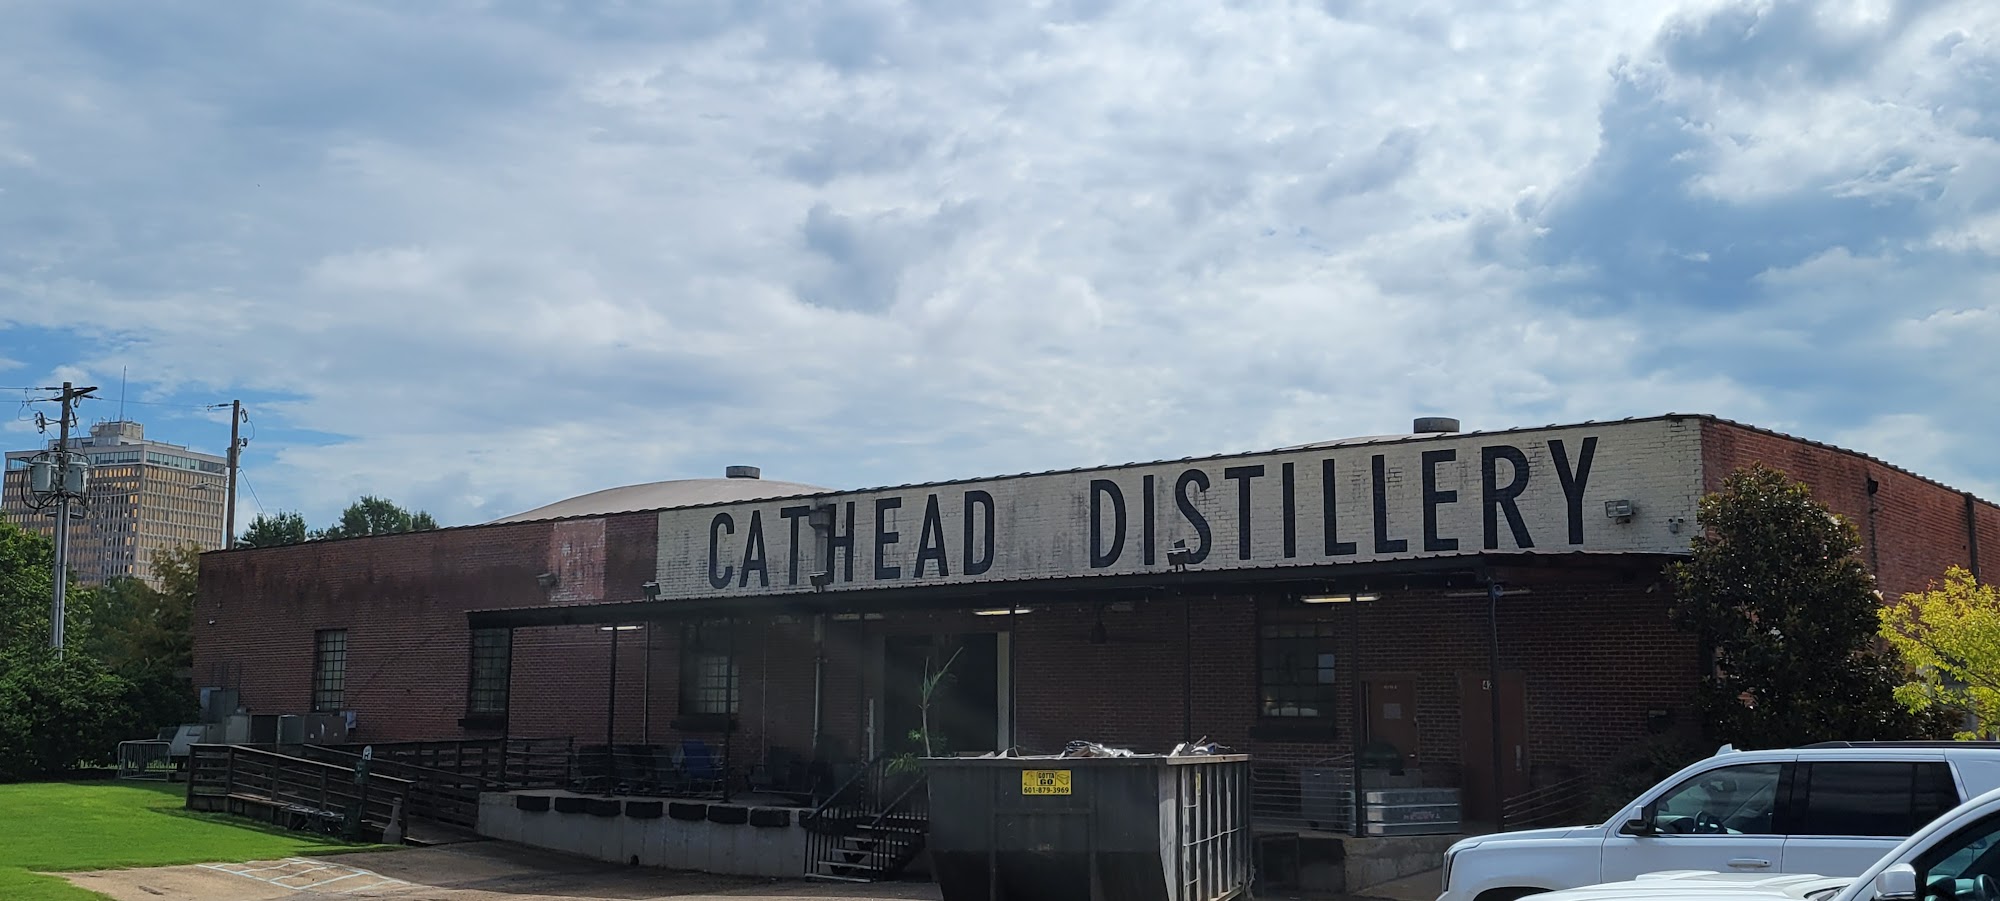 CATHEAD DISTILLERY
GOTTA
GO
601-879-3969